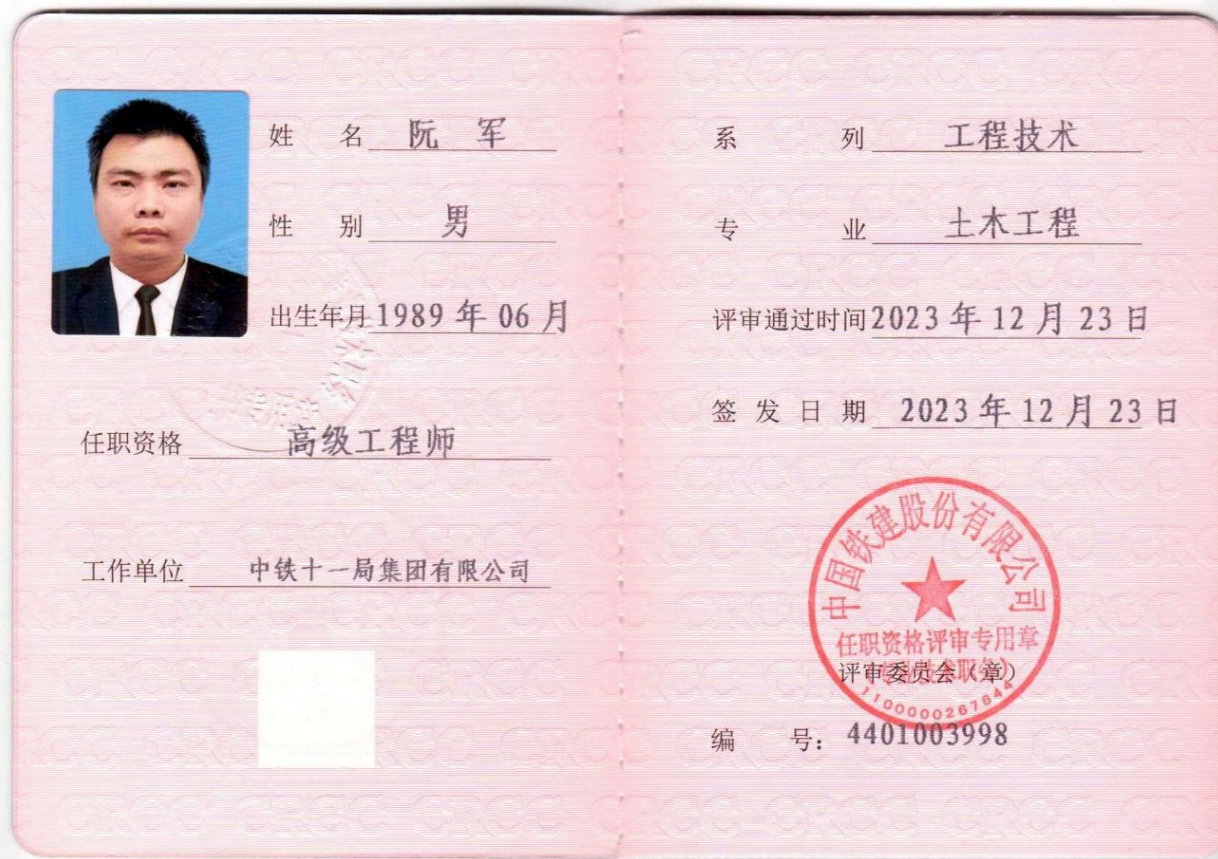 姓 名 阮 军
性 别 男
出生年月 1989 年 06 月
任职资格 高级工程师
工作单位 中铁十一局集团有限公司
系 列 工程技术
专 业 土木工程
评审通过时间 2023 年 12 月 23 日
签 发 日 期 2023 年 12 月 23 日
中国铁建股份有限公司
任职资格评审专用章
评审委员会（章）
1100000267644
编 号： 4401003998
CRCC